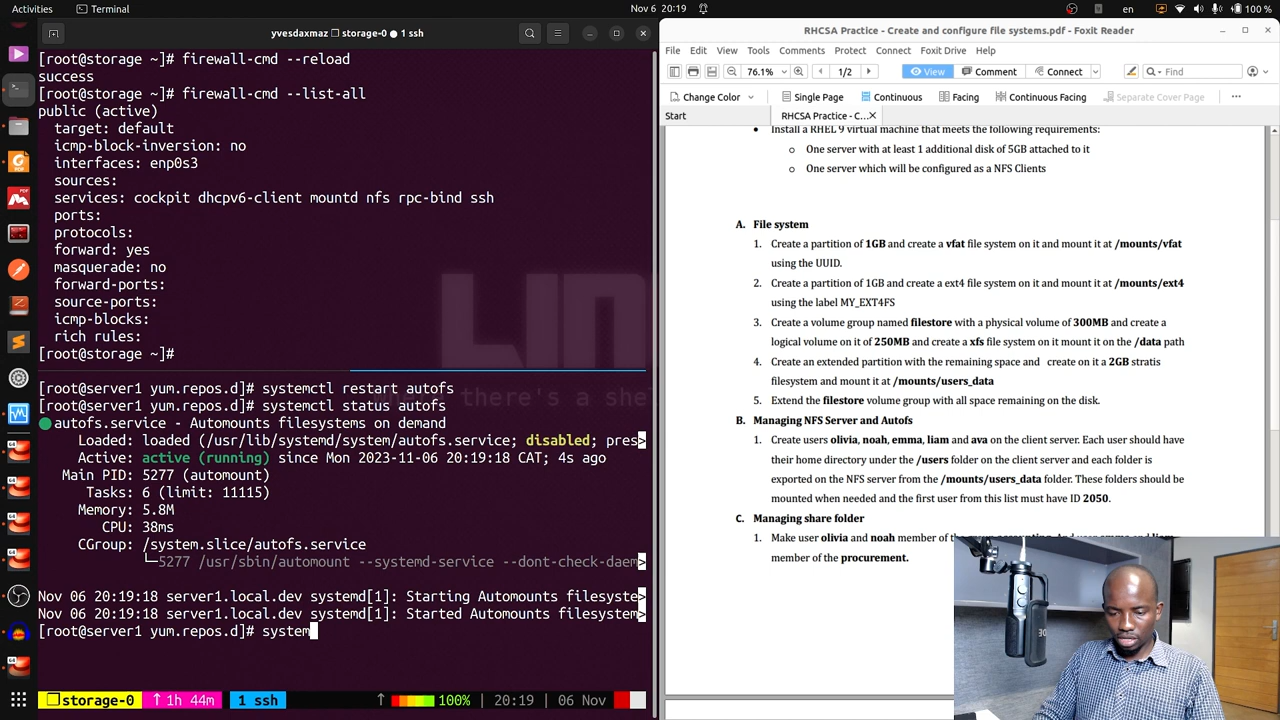 Activities
Terminal
Nov 6 20:19
EN
100 %
yvesdaxmaz ❐ storage-0 ● 1 ssh
[root@storage ~]# firewall-cmd --reload
success
[root@storage ~]# firewall-cmd --list-all
public (active)
target: default
icmp-block-inversion: no
interfaces: enp0s3
sources:
services: cockpit dhcpv6-client mountd nfs rpc-bind ssh
ports:
protocols:
forward: yes
masquerade: no
forward-ports:
source-ports:
icmp-blocks:
rich rules:
[root@storage ~]#
[root@server1 yum.repos.d]# systemctl restart autofs
[root@server1 yum.repos.d]# systemctl status autofs
● autofs.service - Automounts filesystems on demand
Loaded: loaded (/usr/lib/systemd/system/autofs.service; disabled; pres>
Active: active (running) since Mon 2023-11-06 20:19:18 CAT; 4s ago
Main PID: 5277 (automount)
Tasks: 6 (limit: 11115)
Memory: 5.8M
CPU: 38ms
CGroup: /system.slice/autofs.service
└─5277 /usr/sbin/automount --systemd-service --dont-check-daem>
Nov 06 20:19:18 server1.local.dev systemd[1]: Starting Automounts filesyste>
Nov 06 20:19:18 server1.local.dev systemd[1]: Started Automounts filesystem>
[root@server1 yum.repos.d]# system
❐ storage-0 ↑ 1h 44m 1 ssh ↑ 100% | 20:19 | 06 Nov
RHCSA Practice - Create and configure file systems.pdf - Foxit Reader
File Edit View Tools Comments Protect Connect Foxit Drive Help
76.1% 1/2 View Comment Connect Find
Change Color Single Page Continuous Facing Continuous Facing Separate Cover Page ···
Start RHCSA Practice - C...
• Install a RHEL 9 virtual machine that meets the following requirements:
o One server with at least 1 additional disk of 5GB attached to it
o One server which will be configured as a NFS Clients
A. File system
1. Create a partition of 1GB and create a vfat file system on it and mount it at /mounts/vfat
using the UUID.
2. Create a partition of 1GB and create a ext4 file system on it and mount it at /mounts/ext4
using the label MY_EXT4FS
3. Create a volume group named filestore with a physical volume of 300MB and create a
logical volume on it of 250MB and create a xfs file system on it mount it on the /data path
4. Create an extended partition with the remaining space and create on it a 2GB stratis
filesystem and mount it at /mounts/users_data
5. Extend the filestore volume group with all space remaining on the disk.
B. Managing NFS Server and Autofs
1. Create users olivia, noah, emma, liam and ava on the client server. Each user should have
their home directory under the /users folder on the client server and each folder is
exported on the NFS server from the /mounts/users_data folder. These folders should be
mounted when needed and the first user from this list must have ID 2050.
C. Managing share folder
1. Make user olivia and noah member of
member of the procurement.